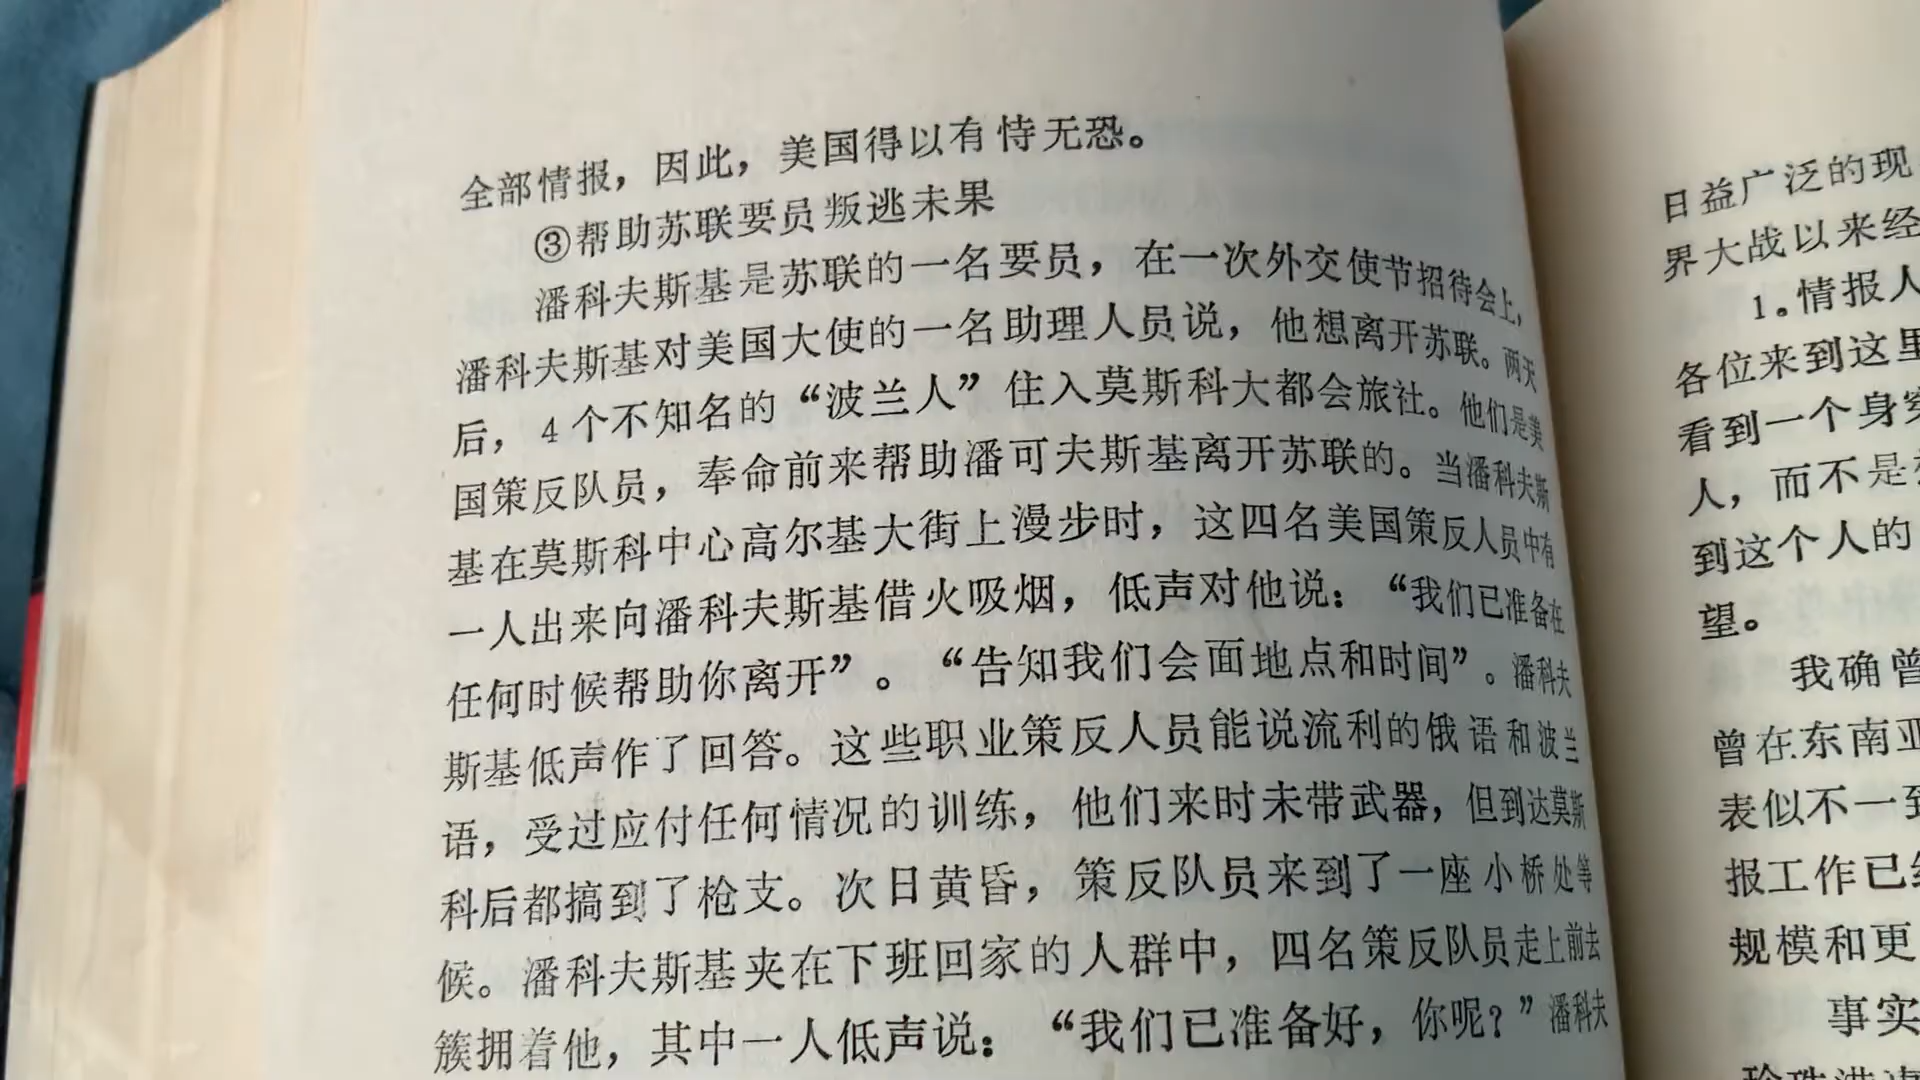 全部情报，因此，美国得以有恃无恐。
③帮助苏联要员叛逃未果
潘科夫斯基是苏联的一名要员，在一次外交使节招待会上，
潘科夫斯基对美国大使的一名助理人员说，他想离开苏联。两天
后，4个不知名的“波兰人”住入莫斯科大都会旅社。他们是美
国策反队员，奉命前来帮助潘可夫斯基离开苏联的。当潘科夫斯
基在莫斯科中心高尔基大街上漫步时，这四名美国策反人员中有
一人出来向潘科夫斯基借火吸烟，低声对他说：“我们已准备在
任何时候帮助你离开”。“告知我们会面地点和时间”。潘科夫
斯基低声作了回答。这些职业策反人员能说流利的俄语和波兰
语，受过应付任何情况的训练，他们来时未带武器，但到达莫斯
科后都搞到了枪支。次日黄昏，策反队员来到了一座小桥处等
候。潘科夫斯基夹在下班回家的人群中，四名策反队员走上前去
簇拥着他，其中一人低声说：“我们已准备好，你呢？”潘科夫
日益广泛的现
界大战以来经
1。情报人
各位来到这里
看到一个身穿
人，而不是
到这个人的
望。
我确曾
曾在东南亚
表似不一到
报工作已经
规模和更
事实